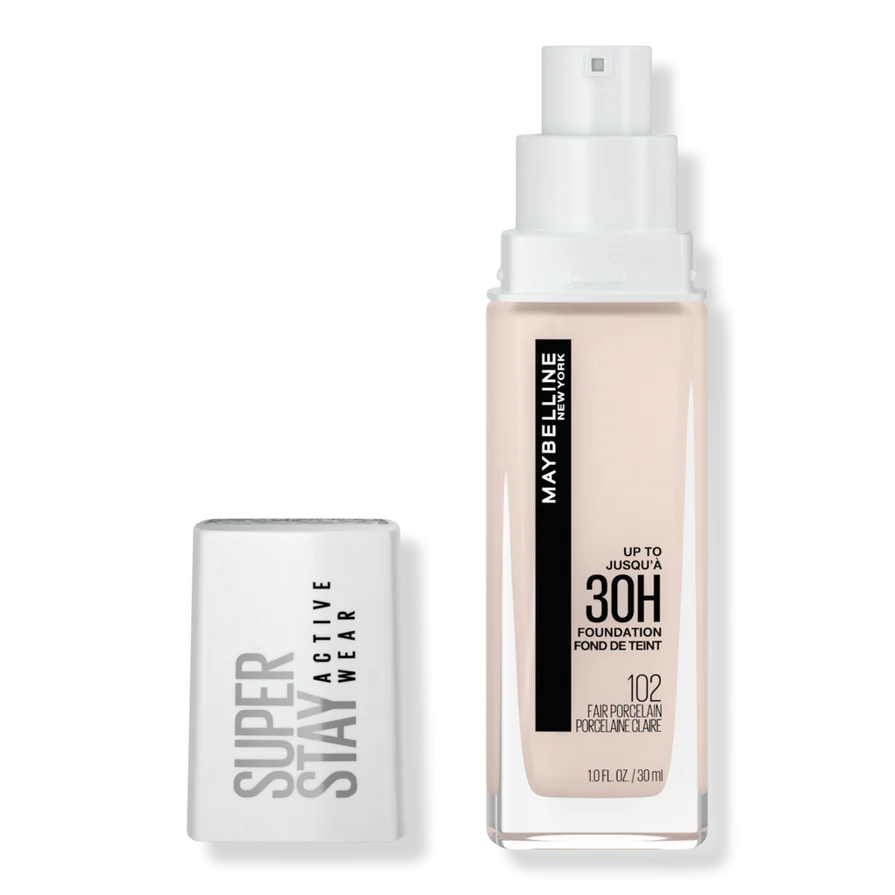 SUPER
STAY
ACTIVE
WEAR
MAYBELLINE
NEW YORK
UP TO
JUSQU'À
30H
FOUNDATION
FOND DE TEINT
102
FAIR PORCELAIN
PORCELAINE CLAIRE
1.0 FL. OZ. / 30 ml